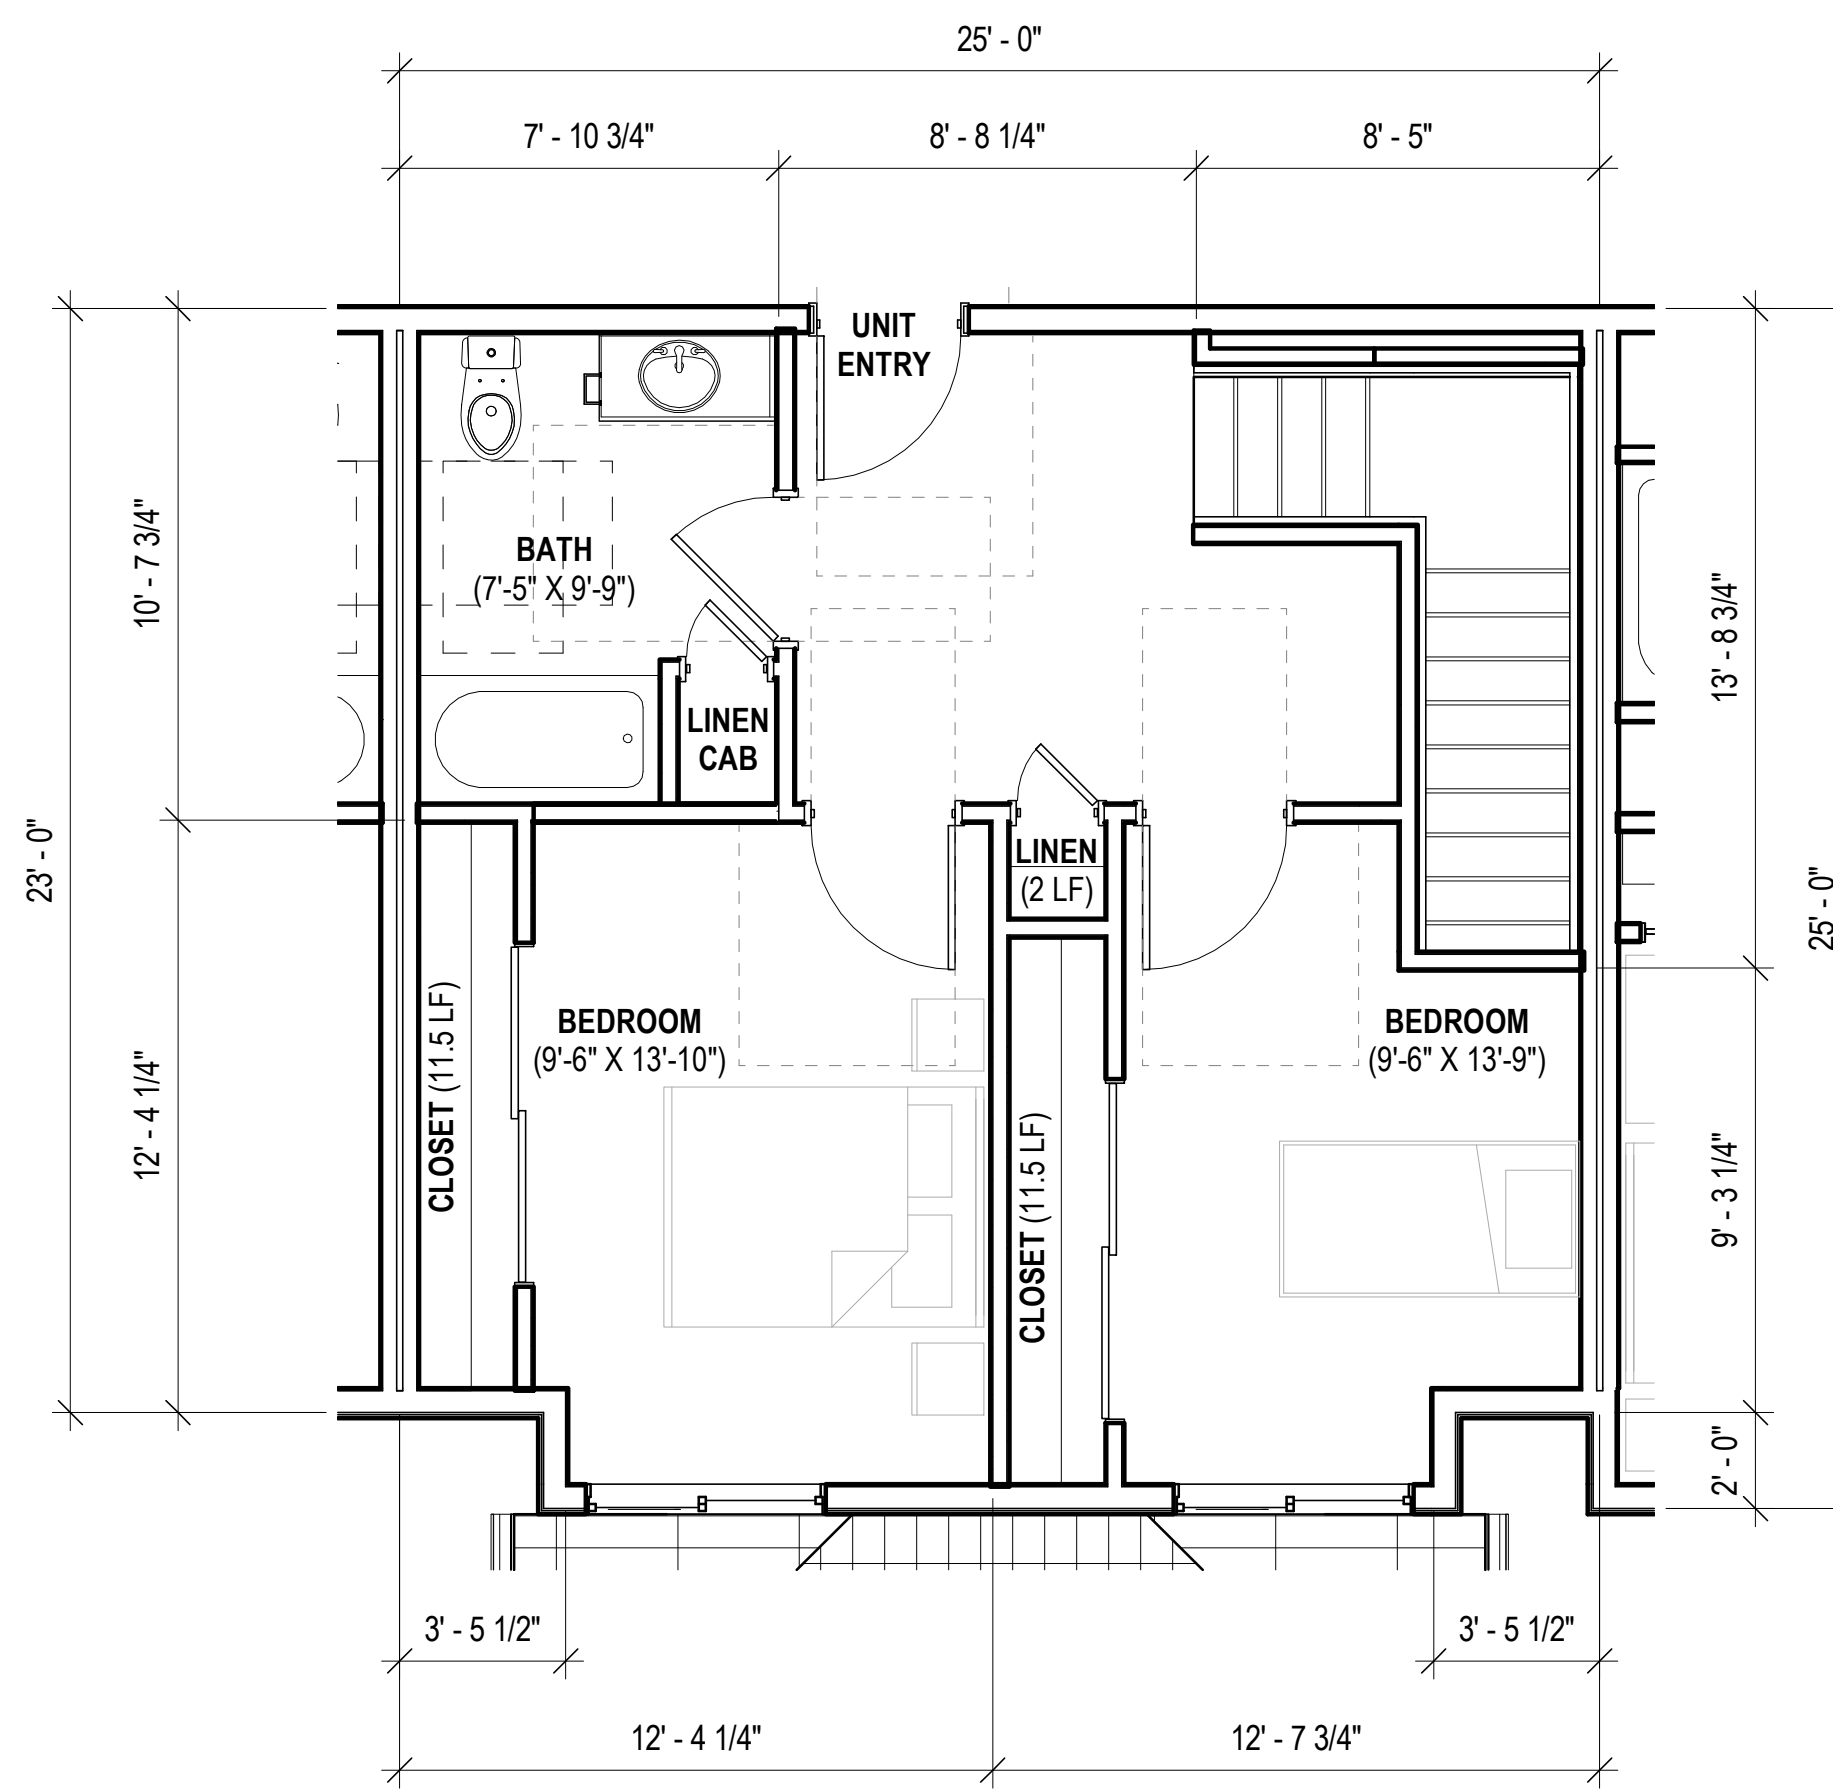 25' - 0"
7' - 10 3/4"
8' - 8 1/4"
8' - 5"
UNIT
ENTRY
BATH
(7'-5" X 9'-9")
10' - 7 3/4"
13' - 8 3/4"
LINEN
CAB
23' - 0"
LINEN
(2 LF)
25' - 0"
BEDROOM
(9'-6" X 13'-10")
BEDROOM
(9'-6" X 13'-9")
CLOSET (11.5 LF)
12' - 4 1/4"
CLOSET (11.5 LF)
9' - 3 1/4"
2' - 0"
3' - 5 1/2"
3' - 5 1/2"
12' - 4 1/4"
12' - 7 3/4"